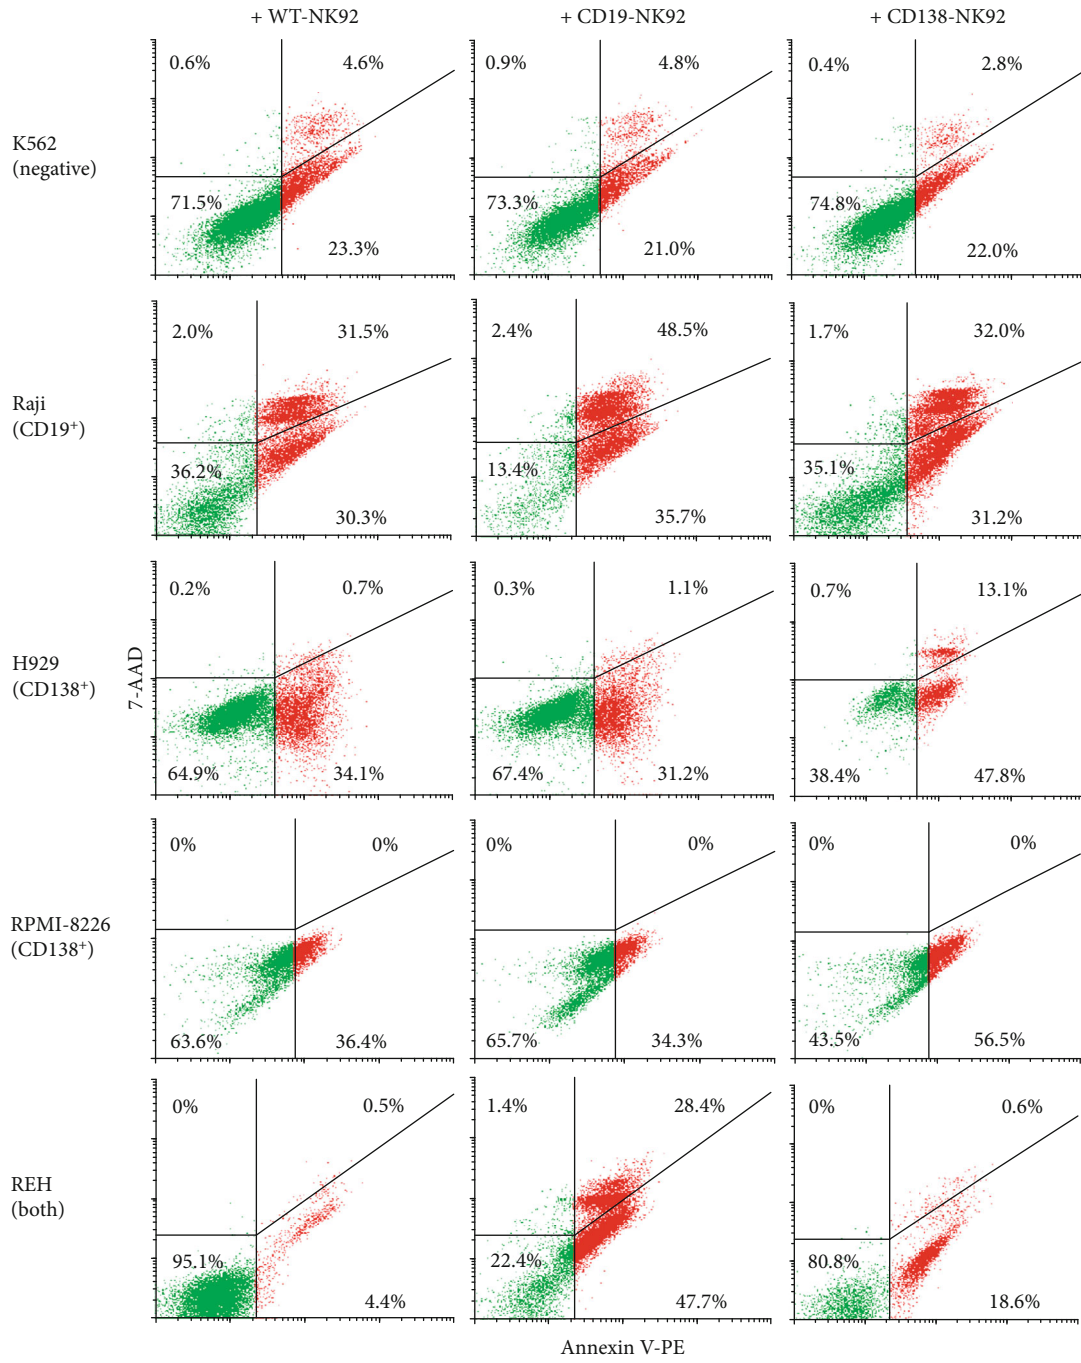 + WT-NK92 + CD19-NK92 + CD138-NK92
0.6% 4.6% 0.9% 4.8% 0.4% 2.8%
K562
(negative)
71.5% 73.3% 74.8%
23.3% 21.0% 22.0%
2.0% 31.5% 2.4% 48.5% 1.7% 32.0%
Raji
(CD19⁺)
36.2% 13.4% 35.1%
30.3% 35.7% 31.2%
0.2% 0.7% 0.3% 1.1% 0.7% 13.1%
H929
(CD138⁺)
7-AAD
64.9% 34.1% 67.4% 31.2% 38.4% 47.8%
0% 0% 0% 0% 0% 0%
RPMI-8226
(CD138⁺)
63.6% 36.4% 65.7% 34.3% 43.5% 56.5%
0% 0.5% 1.4% 28.4% 0% 0.6%
REH
(both)
95.1% 22.4% 80.8%
4.4% 47.7% 18.6%
Annexin V-PE